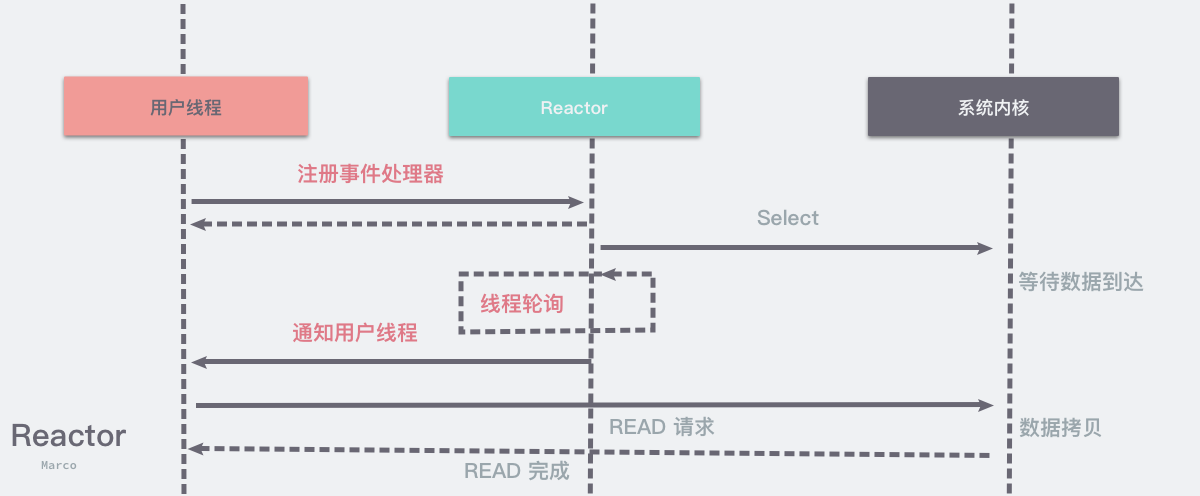 用户线程
Reactor
系统内核
注册事件处理器
Select
等待数据到达
线程轮询
通知用户线程
READ 请求
数据拷贝
Reactor
Marco
READ 完成